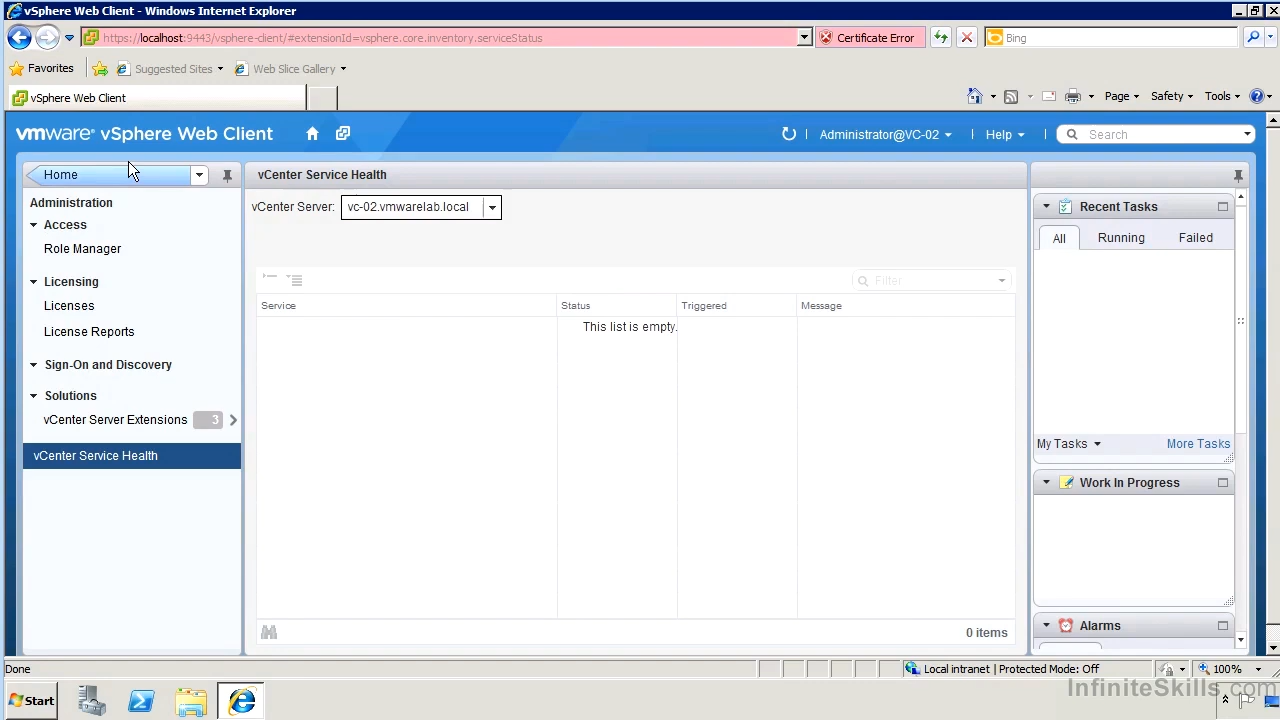 vSphere Web Client - Windows Internet Explorer
https://localhost:9443/vsphere-client/#extensionId=vsphere.core.inventory.serviceStatus
Certificate Error
Bing
Favorites
Suggested Sites
Web Slice Gallery
vSphere Web Client
Page
Safety
Tools
vmware® vSphere Web Client
Administrator@VC-02
Help
Search
Home
Administration
Access
Role Manager
Licensing
Licenses
License Reports
Sign-On and Discovery
Solutions
vCenter Server Extensions 3
vCenter Service Health
vCenter Service Health
vCenter Server: vc-02.vmwarelab.local
Filter
Service Status Triggered Message
This list is empty.
0 items
Recent Tasks
All Running Failed
My Tasks More Tasks
Work In Progress
Alarms
Done
Local intranet | Protected Mode: Off
100%
Start
InfiniteSkills.com